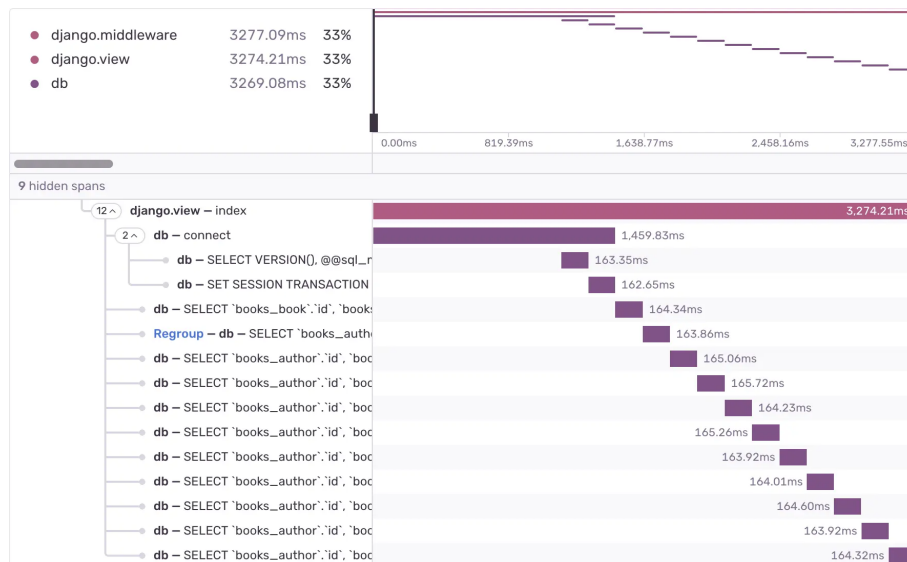 django.middleware 3277.09ms 33%
django.view 3274.21ms 33%
db 3269.08ms 33%
0.00ms 819.39ms 1,638.77ms 2,458.16ms 3,277.55ms
9 hidden spans
12 django.view — index 3,274.21ms
2 db — connect 1,459.83ms
db — SELECT VERSION(), @@sql_ 163.35ms
db — SET SESSION TRANSACTION 162.65ms
db — SELECT `books_book`.`id`, `books 164.34ms
Regroup — db — SELECT `books_auth 163.86ms
db — SELECT `books_author`.`id`, `boo 165.06ms
db — SELECT `books_author`.`id`, `boo 165.72ms
db — SELECT `books_author`.`id`, `boo 164.23ms
db — SELECT `books_author`.`id`, `boo 165.26ms
db — SELECT `books_author`.`id`, `boo 163.92ms
db — SELECT `books_author`.`id`, `boo 164.01ms
db — SELECT `books_author`.`id`, `boo 164.60ms
db — SELECT `books_author`.`id`, `boo 163.92ms
db — SELECT `books_author`.`id`, `boo 164.32ms